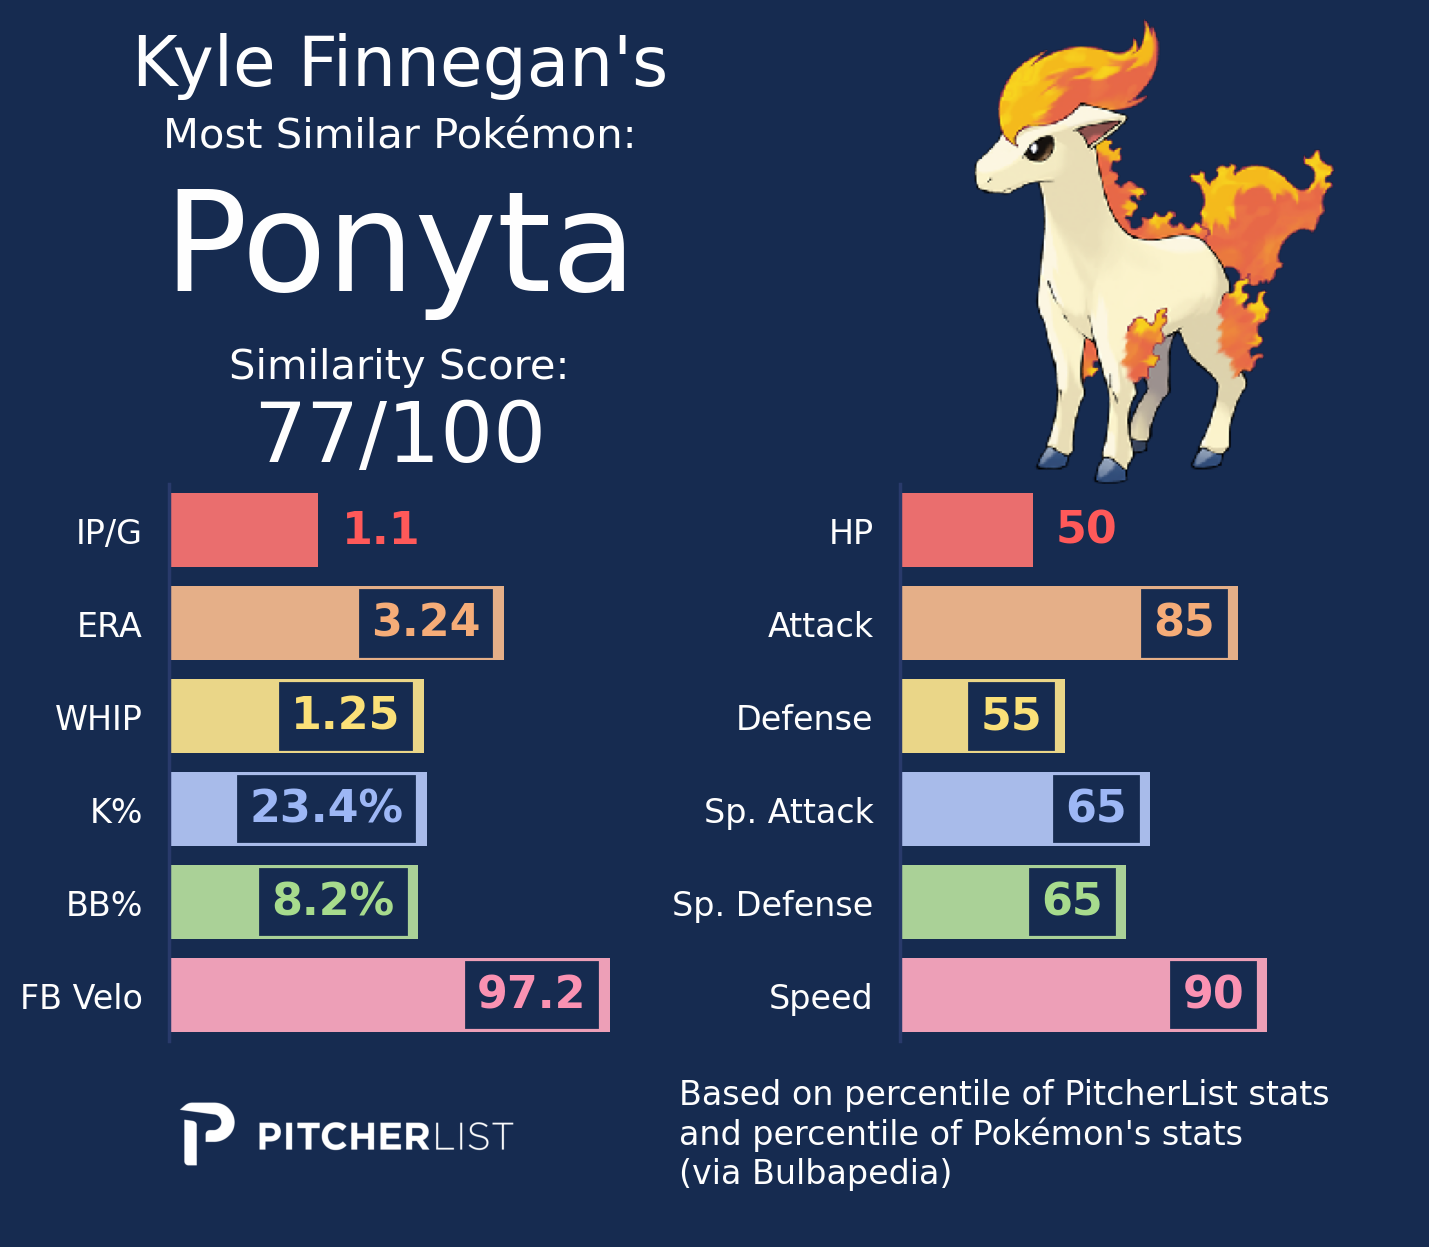 Kyle Finnegan's
Most Similar Pokémon:
Ponyta
Similarity Score:
77/100
IP/G 1.1
ERA 3.24
WHIP 1.25
K% 23.4%
BB% 8.2%
FB Velo 97.2
HP 50
Attack 85
Defense 55
Sp. Attack 65
Sp. Defense 65
Speed 90
PITCHERLIST
Based on percentile of PitcherList stats
and percentile of Pokémon's stats
(via Bulbapedia)